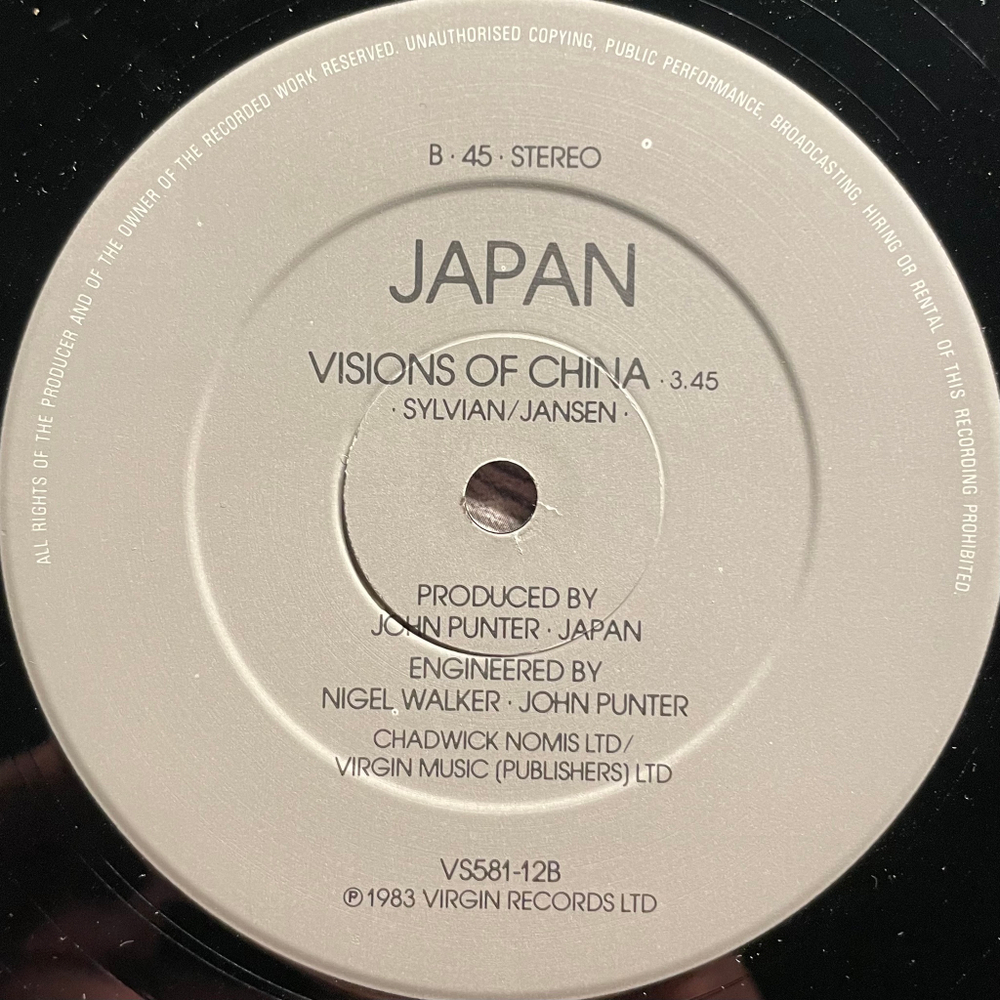 ALL RIGHTS OF THE PRODUCER AND OF THE OWNER OF THE RECORDED WORK RESERVED. UNAUTHORISED COPYING, PUBLIC PERFORMANCE, BROADCASTING, HIRING OR RENTAL OF THIS RECORDING PROHIBITED.
B · 45 · STEREO
JAPAN
VISIONS OF CHINA · 3.45
· SYLVIAN/JANSEN ·
PRODUCED BY
JOHN PUNTER · JAPAN
ENGINEERED BY
NIGEL WALKER · JOHN PUNTER
CHADWICK NOMIS LTD/
VIRGIN MUSIC (PUBLISHERS) LTD
VS581-12B
℗ 1983 VIRGIN RECORDS LTD